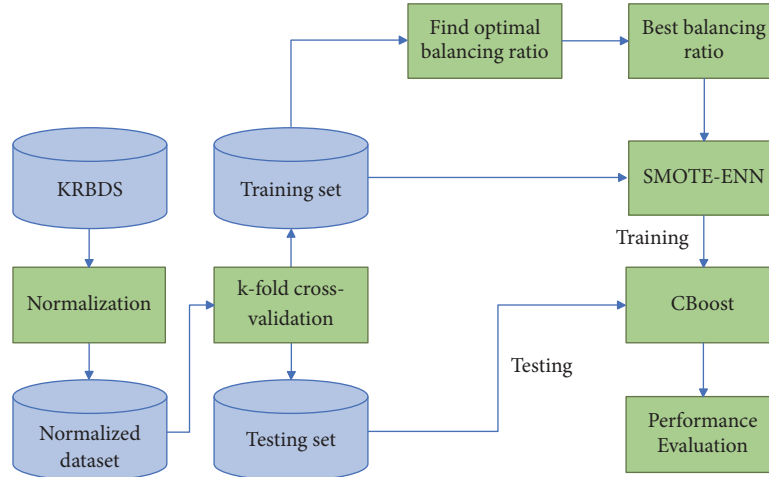 Find optimal
balancing ratio
Best balancing
ratio
KRBDS
Training set
SMOTE-ENN
Training
Normalization
k-fold cross-
validation
CBoost
Testing
Normalized
dataset
Testing set
Performance
Evaluation